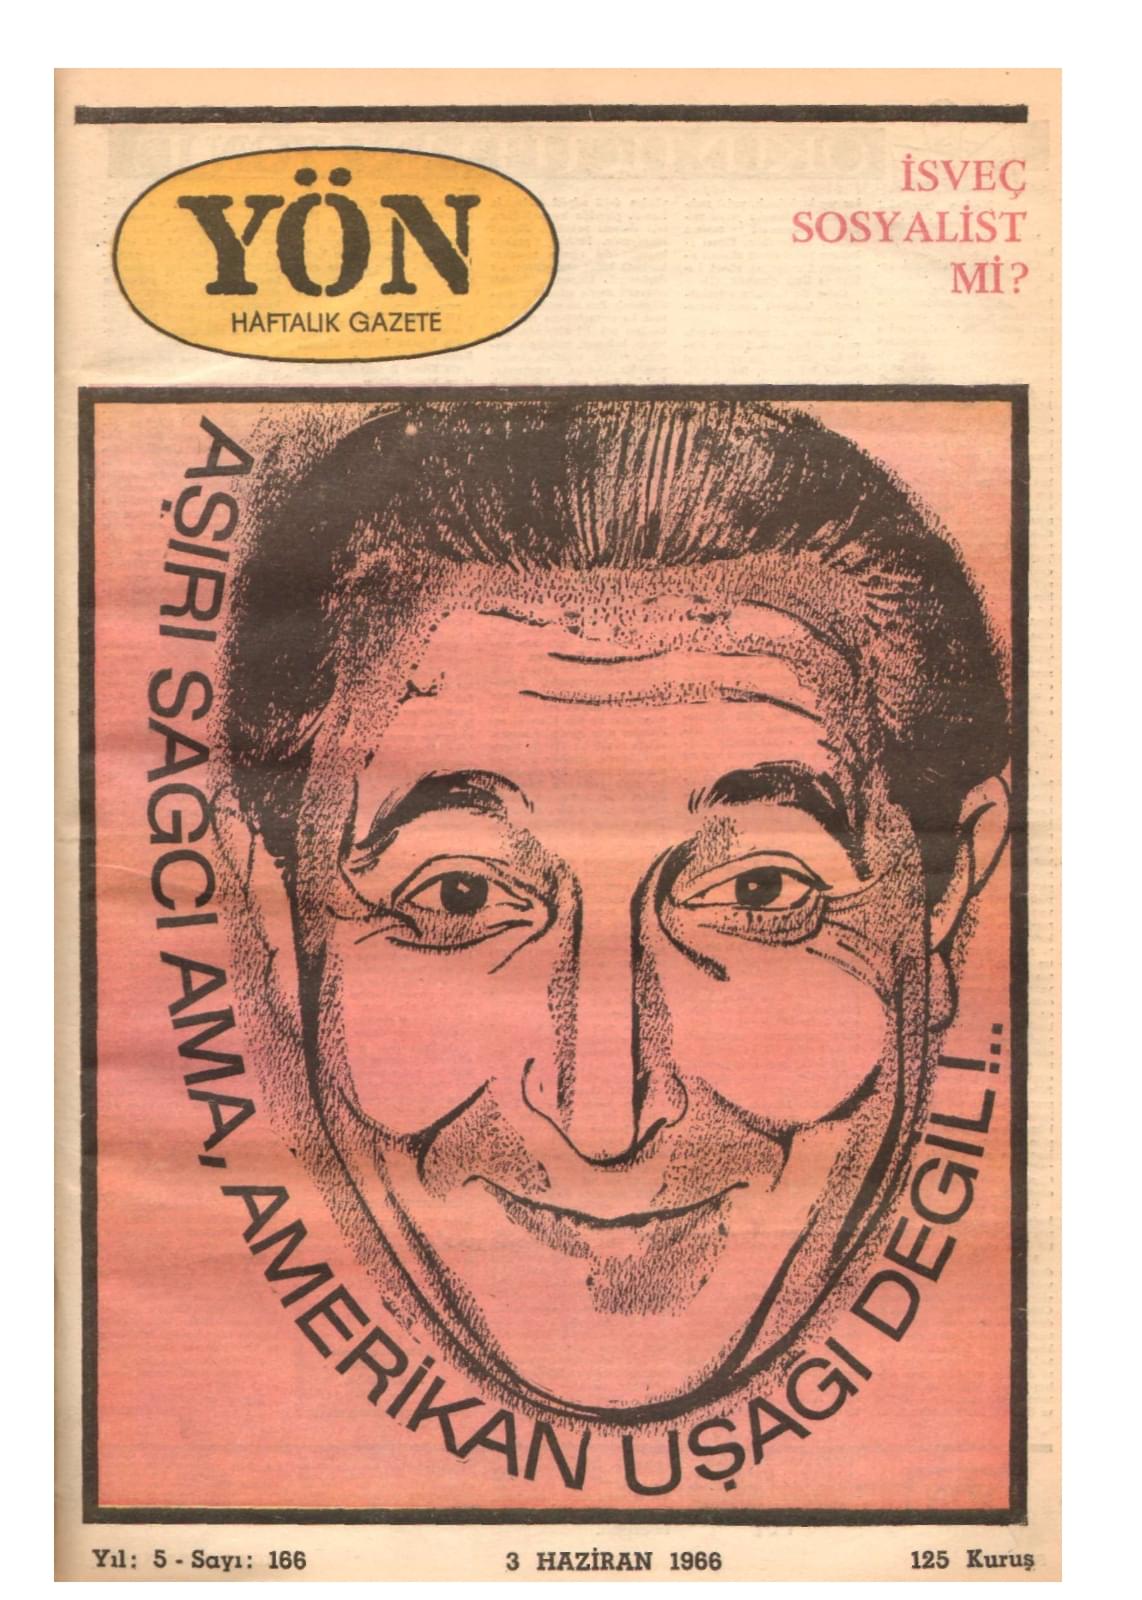 YÖN
HAFTALIK GAZETE
İSVEÇ
SOSYALİST
Mİ?
AŞIRI SAĞCI AMA, AMERİKAN UŞAĞI DEĞİL!..
Yıl: 5 - Sayı: 166
3 HAZİRAN 1966
125 Kuruş